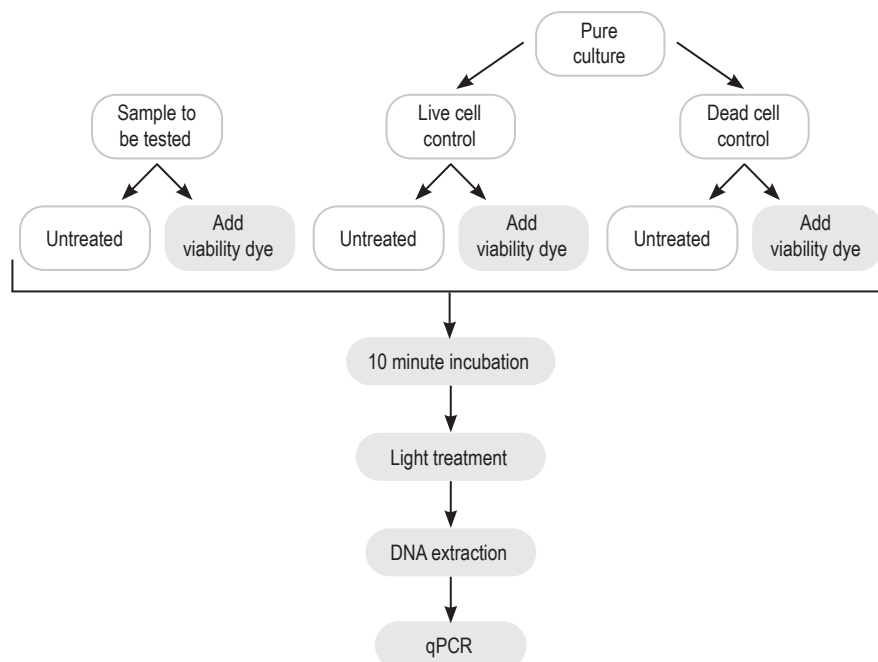 Pure
culture
Sample to
be tested
Live cell
control
Dead cell
control
Untreated
Add
viability dye
Untreated
Add
viability dye
Untreated
Add
viability dye
10 minute incubation
Light treatment
DNA extraction
qPCR